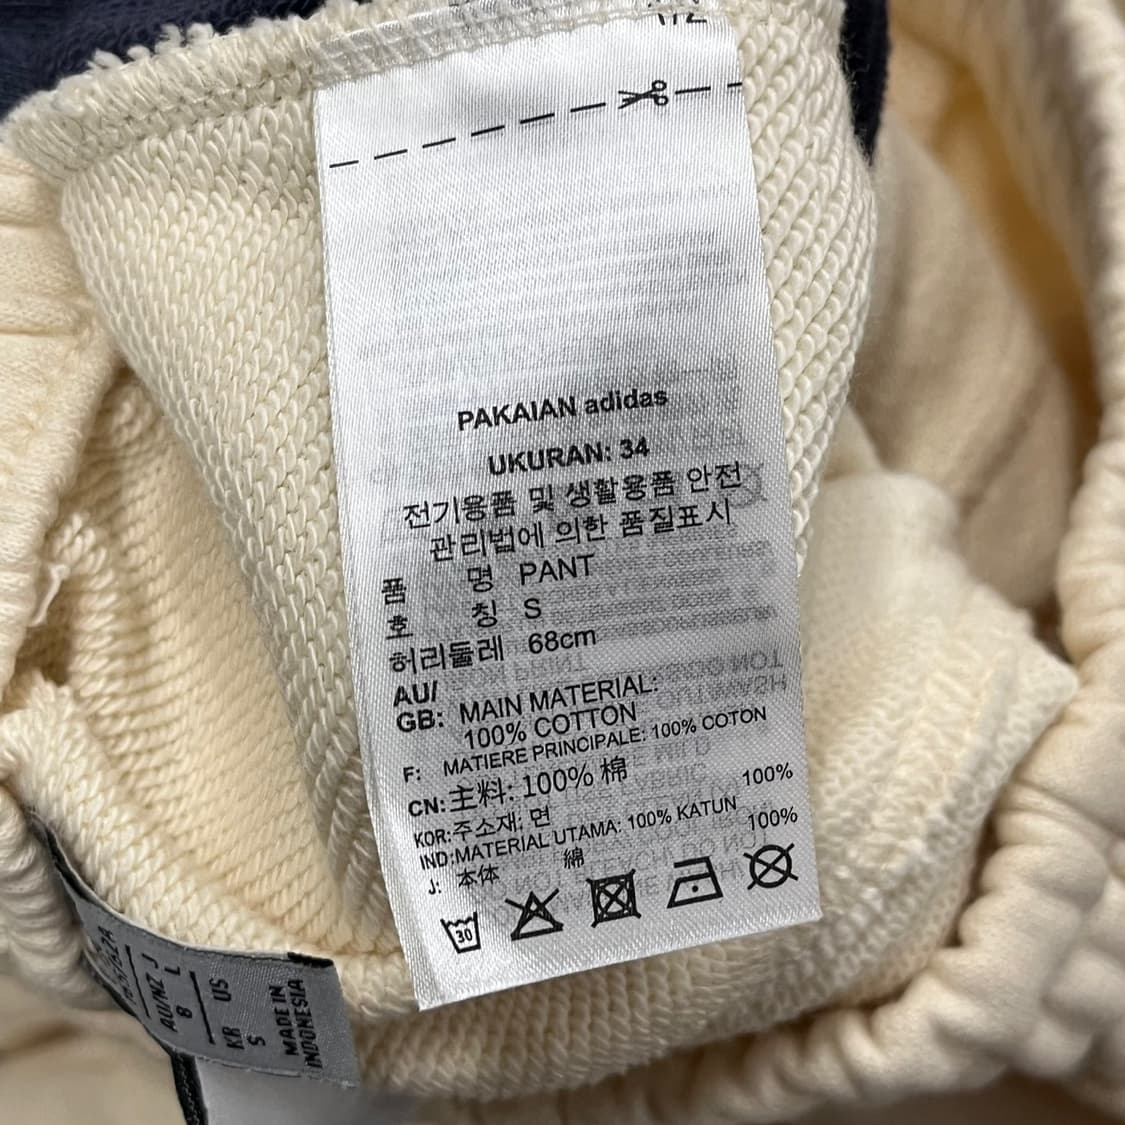 1/2
PAKAIAN adidas
UKURAN: 34
전기용품 및 생활용품 안전
관리법에 의한 품질표시
품 명 PANT
호 칭 S
허리둘레 68cm
AU/
GB: MAIN MATERIAL:
100% COTTON
F: MATIERE PRINCIPALE: 100% COTON
CN: 主料: 100% 棉
KOR: 주소재: 면 100%
IND: MATERIAL UTAMA: 100% KATUN
J: 本体 綿 100%
30
AU/NZ J
8 L
KR US
S
MADE IN
INDONESIA